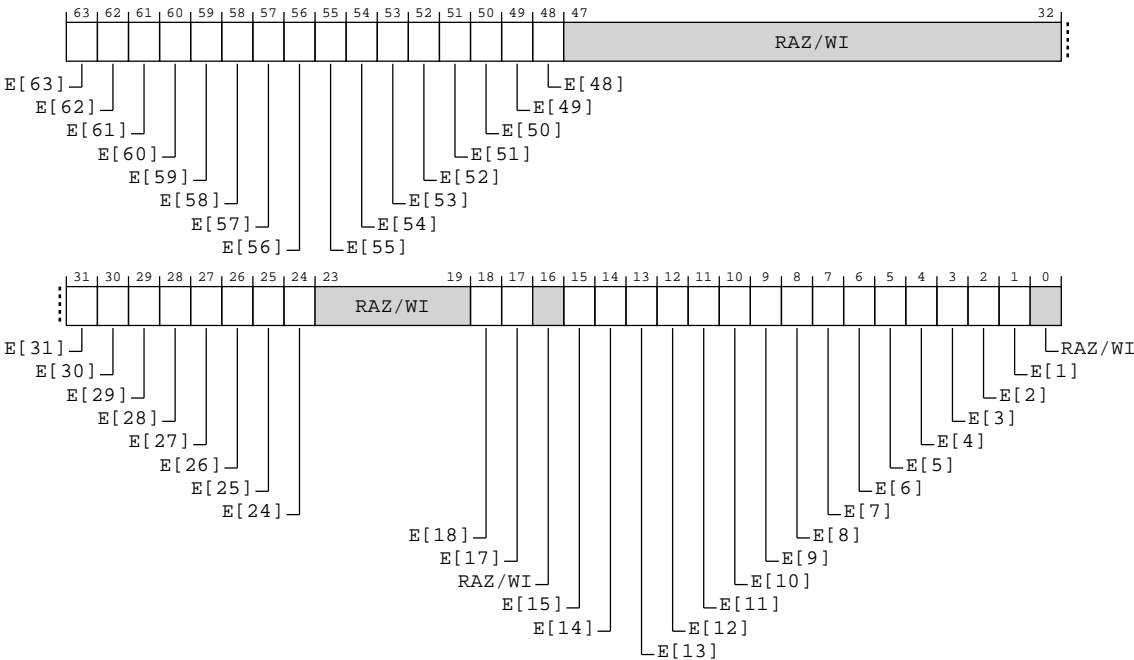 63 62 61 60 59 58 57 56 55 54 53 52 51 50 49 48 47 32
RAZ/WI
E[63] E[48]
E[62] E[49]
E[61] E[50]
E[60] E[51]
E[59] E[52]
E[58] E[53]
E[57] E[54]
E[56] E[55]
31 30 29 28 27 26 25 24 23 19 18 17 16 15 14 13 12 11 10 9 8 7 6 5 4 3 2 1 0
RAZ/WI
E[31] RAZ/WI
E[30] E[1]
E[29] E[2]
E[28] E[3]
E[27] E[4]
E[26] E[5]
E[25] E[6]
E[24] E[7]
E[18] E[8]
E[17] E[9]
RAZ/WI E[10]
E[15] E[11]
E[14] E[12]
E[13]